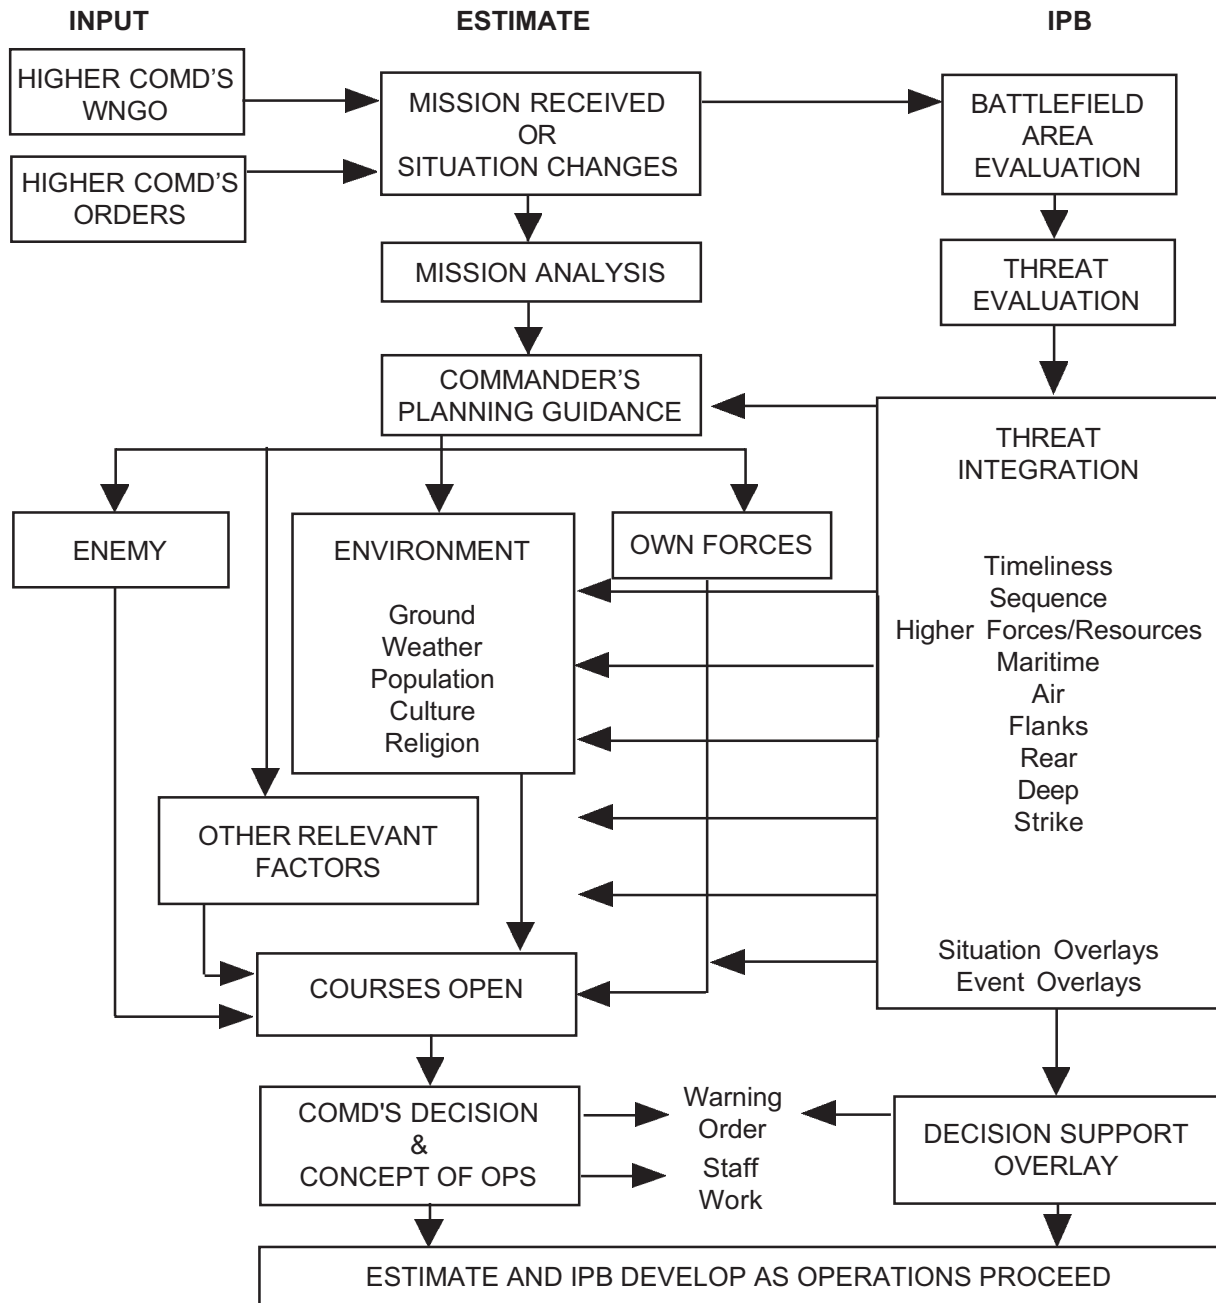 INPUT
ESTIMATE
IPB
HIGHER COMD'S
WNGO
MISSION RECEIVED
OR
SITUATION CHANGES
BATTLEFIELD
AREA
EVALUATION
HIGHER COMD'S
ORDERS
MISSION ANALYSIS
THREAT
EVALUATION
COMMANDER'S
PLANNING GUIDANCE
THREAT
INTEGRATION
ENEMY
ENVIRONMENT
OWN FORCES
Ground
Weather
Population
Culture
Religion
Timeliness
Sequence
Higher Forces/Resources
Maritime
Air
Flanks
Rear
Deep
Strike
OTHER RELEVANT
FACTORS
Situation Overlays
Event Overlays
COURSES OPEN
COMD'S DECISION
&
CONCEPT OF OPS
Warning
Order
Staff
Work
DECISION SUPPORT
OVERLAY
ESTIMATE AND IPB DEVELOP AS OPERATIONS PROCEED